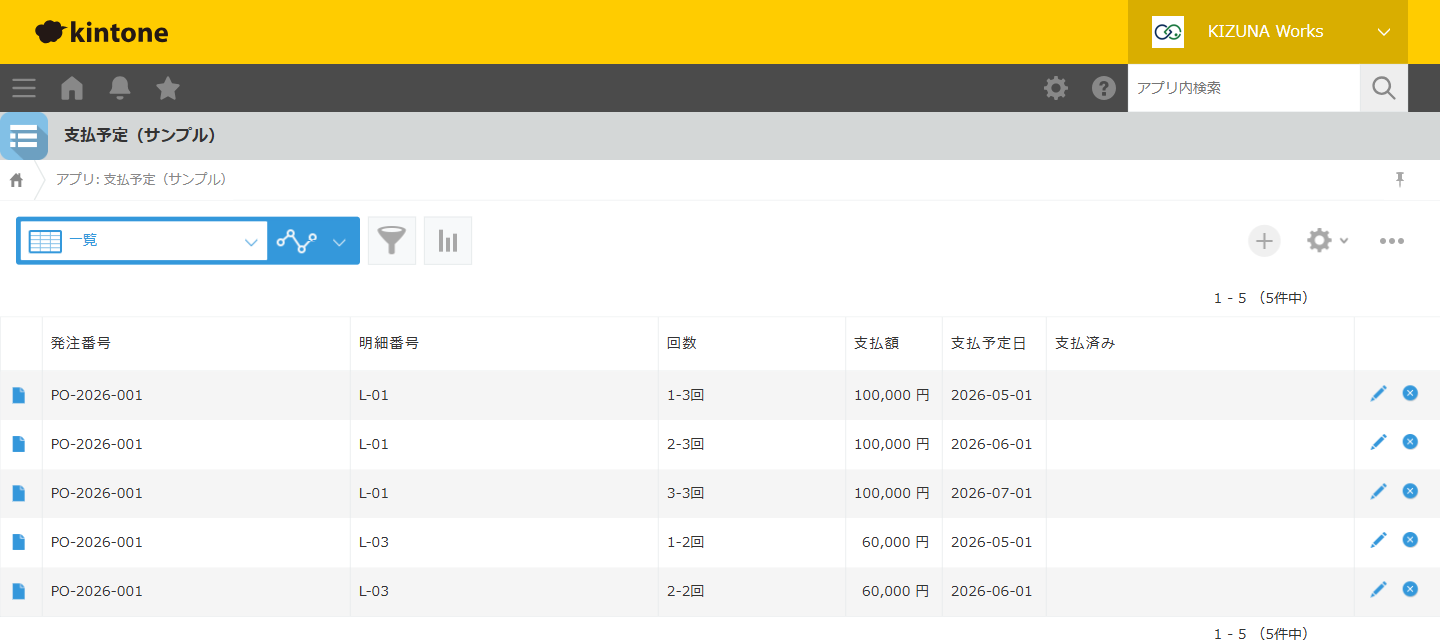 kintone
KIZUNA Works
アプリ内検索
支払予定（サンプル）
アプリ: 支払予定（サンプル）
一覧
1 - 5 （5件中）
発注番号 明細番号 回数 支払額 支払予定日 支払済み
PO-2026-001 L-01 1-3回 100,000 円 2026-05-01
PO-2026-001 L-01 2-3回 100,000 円 2026-06-01
PO-2026-001 L-01 3-3回 100,000 円 2026-07-01
PO-2026-001 L-03 1-2回 60,000 円 2026-05-01
PO-2026-001 L-03 2-2回 60,000 円 2026-06-01
1 - 5 （5件中）